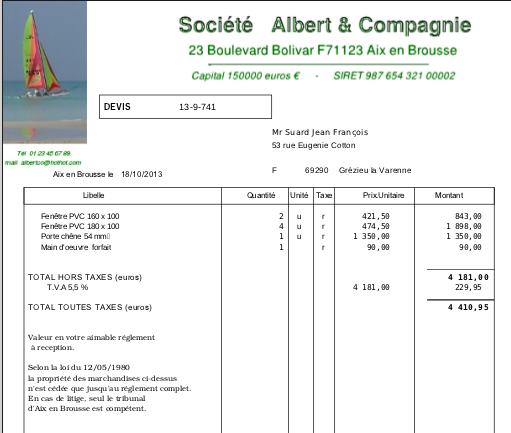 Société Albert & Compagnie
23 Boulevard Bolivar F71123 Aix en Brousse
Capital 150000 euros € - SIRET 987 654 321 00002
DEVIS 13-9-741
Mr Suard Jean François
53 rue Eugenie Cotton
Tél 01 23 45 67 89
mail albertco@hothot.com
F 69290 Grézieu la Varenne
Aix en Brousse le 18/10/2013
Libelle Quantité Unité Taxe Prix.Unitaire Montant
Fenêtre PVC 160 x 100 2 u r 421,50 843,00
Fenêtre PVC 180 x 100 4 u r 474,50 1 898,00
Porte chêne 54 mm 1 u r 1 350,00 1 350,00
Main d'oeuvre forfait 1 r 90,00 90,00
TOTAL HORS TAXES (euros) 4 181,00
T.V.A 5,5 % 4 181,00 229,95
TOTAL TOUTES TAXES (euros) 4 410,95
Valeur en votre aimable réglement
à reception.
Selon la loi du 12/05/1980
la propriété des marchandises ci-dessus
n'est cédée que jusqu'au réglement complet.
En cas de litige, seul le tribunal
d'Aix en Brousse est compétent.